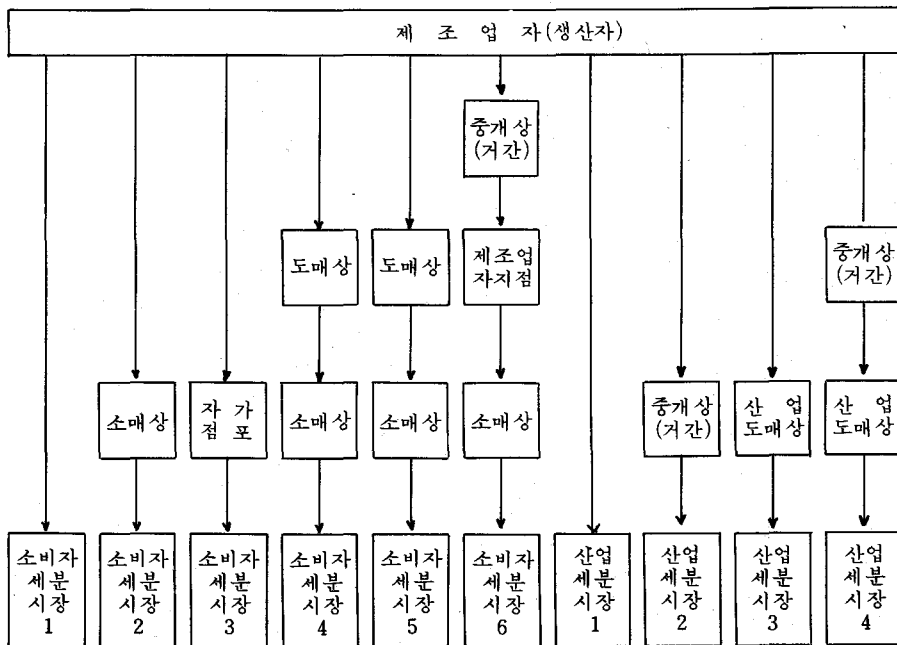 제 조 업 자(생산자)
중개상
(거간)
도매상
도매상
제조업
자지점
중개상
(거간)
소매상
자 가
점 포
소매상
소매상
소매상
중개상
(거간)
산 업
도매상
산 업
도매상
소비자
세분
시장
1
소비자
세분
시장
2
소비자
세분
시장
3
소비자
세분
시장
4
소비자
세분
시장
5
소비자
세분
시장
6
산업
세분
시장
1
산업
세분
시장
2
산업
세분
시장
3
산업
세분
시장
4